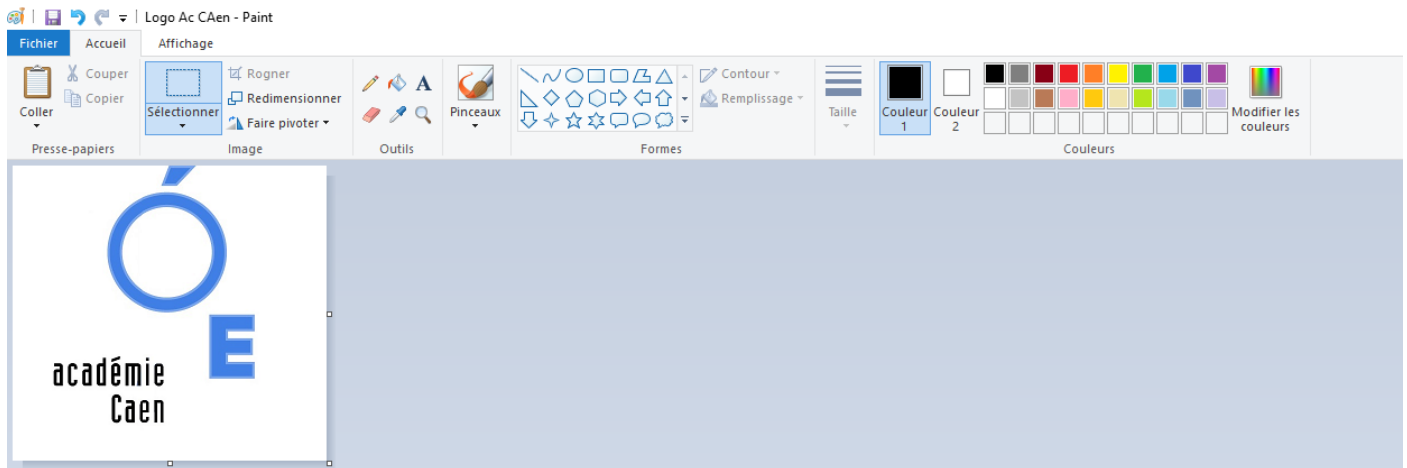 Logo Ac CAen - Paint
Fichier Accueil Affichage
Coller
Couper
Copier
Presse-papiers
Sélectionner
Rogner
Redimensionner
Faire pivoter
Image
A
Outils
Pinceaux
Contour
Remplissage
Formes
Taille
Couleur 1
Couleur 2
Modifier les couleurs
Couleurs
Ó
E
académie
Caen